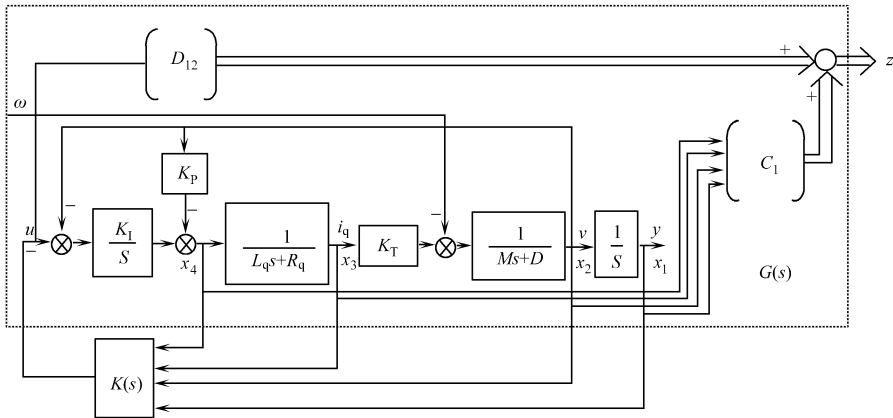 D12
+
z
ω
+
C1
KP
−
−
−
u
−
KI
S
x4
1
Lqs+Rq
iq
x3
KT
1
Ms+D
v
x2
1
S
y
x1
G(s)
K(s)